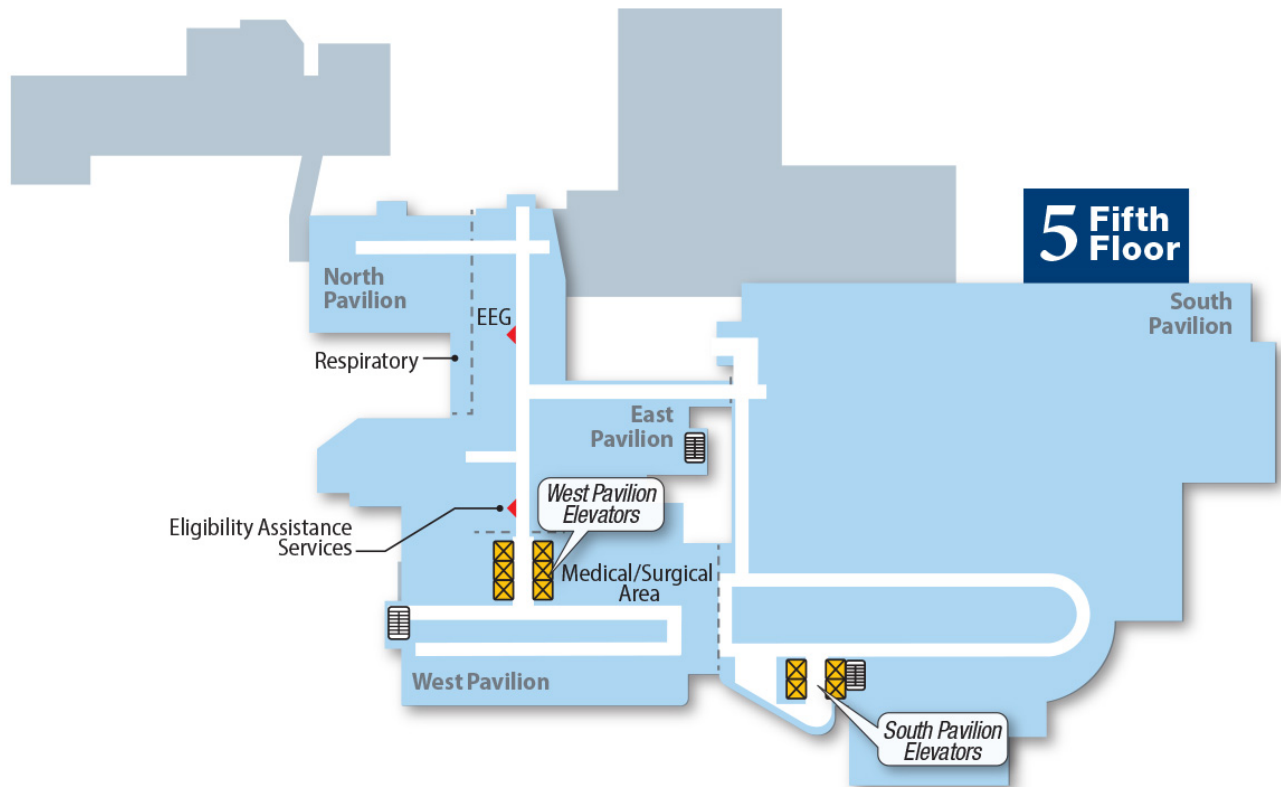 5 Fifth
Floor
North
Pavilion
South
Pavilion
EEG
Respiratory
East
Pavilion
West Pavilion
Elevators
Eligibility Assistance
Services
Medical/Surgical
Area
West Pavilion
South Pavilion
Elevators